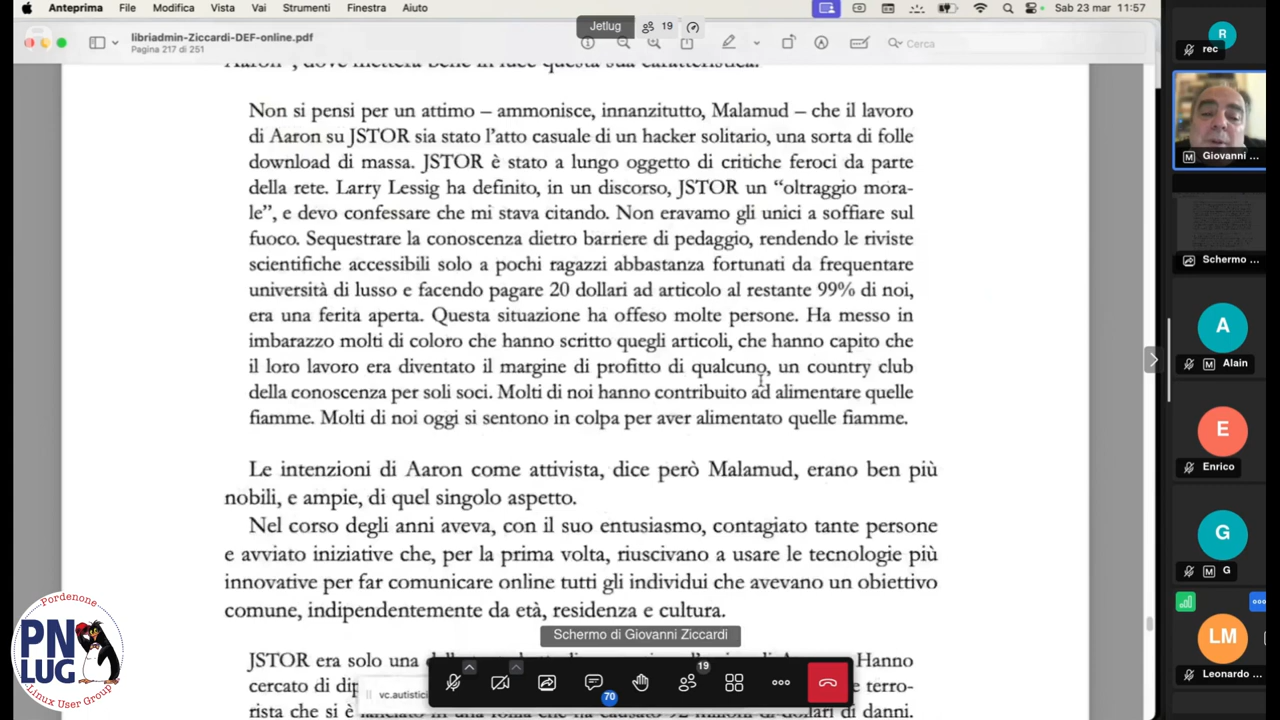 Anteprima File Modifica Vista Vai Strumenti Finestra Aiuto
Sab 23 mar 11:57
Jetlug 19
libriadmin-Ziccardi-DEF-online.pdf
Pagina 217 di 251
Cerca
Non si pensi per un attimo – ammonisce, innanzitutto, Malamud – che il lavoro
di Aaron su JSTOR sia stato l’atto casuale di un hacker solitario, una sorta di folle
download di massa. JSTOR è stato a lungo oggetto di critiche feroci da parte
della rete. Larry Lessig ha definito, in un discorso, JSTOR un “oltraggio mora-
le”, e devo confessare che mi stava citando. Non eravamo gli unici a soffiare sul
fuoco. Sequestrare la conoscenza dietro barriere di pedaggio, rendendo le riviste
scientifiche accessibili solo a pochi ragazzi abbastanza fortunati da frequentare
università di lusso e facendo pagare 20 dollari ad articolo al restante 99% di noi,
era una ferita aperta. Questa situazione ha offeso molte persone. Ha messo in
imbarazzo molti di coloro che hanno scritto quegli articoli, che hanno capito che
il loro lavoro era diventato il margine di profitto di qualcuno, un country club
della conoscenza per soli soci. Molti di noi hanno contribuito ad alimentare quelle
fiamme. Molti di noi oggi si sentono in colpa per aver alimentato quelle fiamme.
Le intenzioni di Aaron come attivista, dice però Malamud, erano ben più
nobili, e ampie, di quel singolo aspetto.
Nel corso degli anni aveva, con il suo entusiasmo, contagiato tante persone
e avviato iniziative che, per la prima volta, riuscivano a usare le tecnologie più
innovative per far comunicare online tutti gli individui che avevano un obiettivo
comune, indipendentemente da età, residenza e cultura.
Schermo di Giovanni Ziccardi
JSTOR era solo una Hanno
cercato di terro-
rista che si è di danni.
vc.autistici
19
70
Pordenone
PN
LUG
Linux User Group
R
rec
M Giovanni ...
Schermo ...
A
M Alain
E
Enrico
G
M G
LM
Leonardo ...